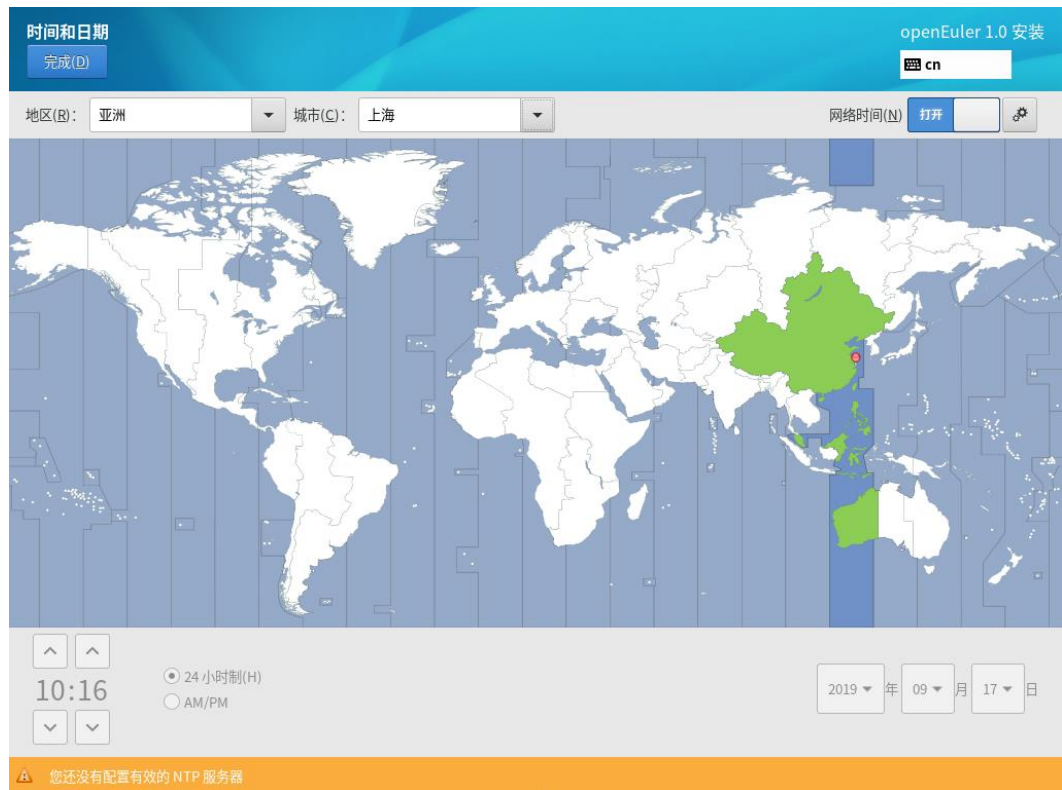 时间和日期
openEuler 1.0 安装
完成(D)
cn
地区(R)： 亚洲 城市(C)： 上海 网络时间(N) 打开
10:16
24 小时制(H)
AM/PM
2019 年 09 月 17 日
您还没有配置有效的 NTP 服务器